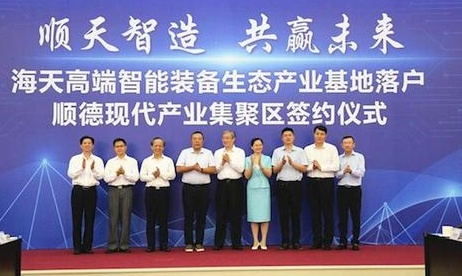 顺天智造 共赢未来
海天高端智能装备生态产业基地落户
顺德现代产业集聚区签约仪式